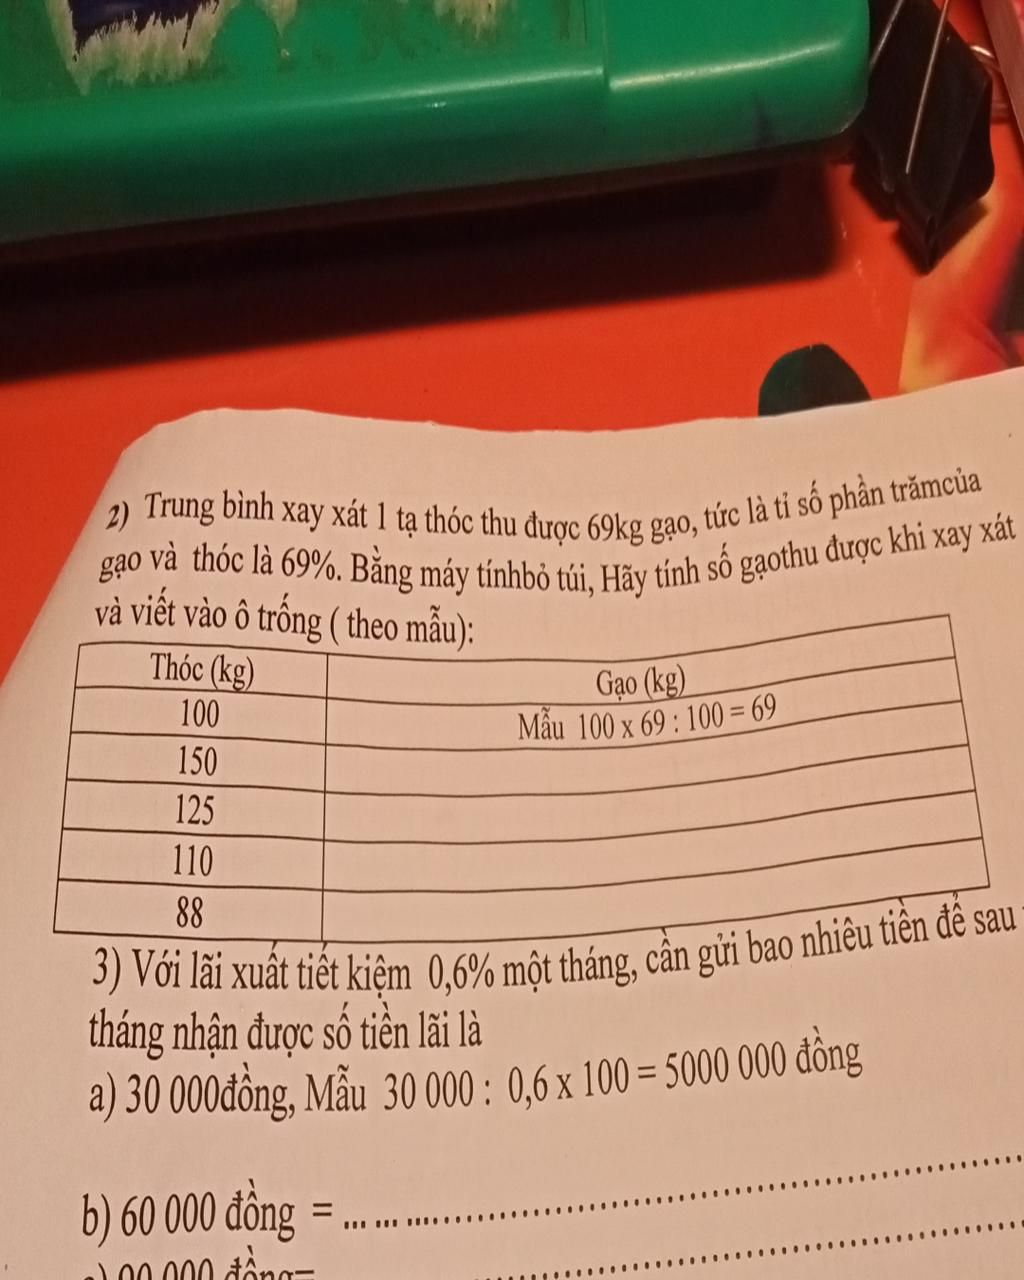 2) Trung bình xay xát 1 tạ thóc thu được 69kg gạo, tức là tỉ số phần trămcủa
gạo và thóc là 69%. Bằng máy tínhbỏ túi, Hãy tính số gạothu được khi xay xát
và viết vào ô trống ( theo mẫu):
Thóc (kg) Gạo (kg)
100 Mẫu 100 x 69 : 100 = 69
150
125
110
88
3) Với lãi xuất tiết kiệm 0,6% một tháng, cần gửi bao nhiêu tiền để sau
tháng nhận được số tiền lãi là
a) 30 000đồng, Mẫu 30 000 : 0,6 x 100 = 5000 000 đồng
b) 60 000 đồng = ... ... ...........................................................
000 đồng=